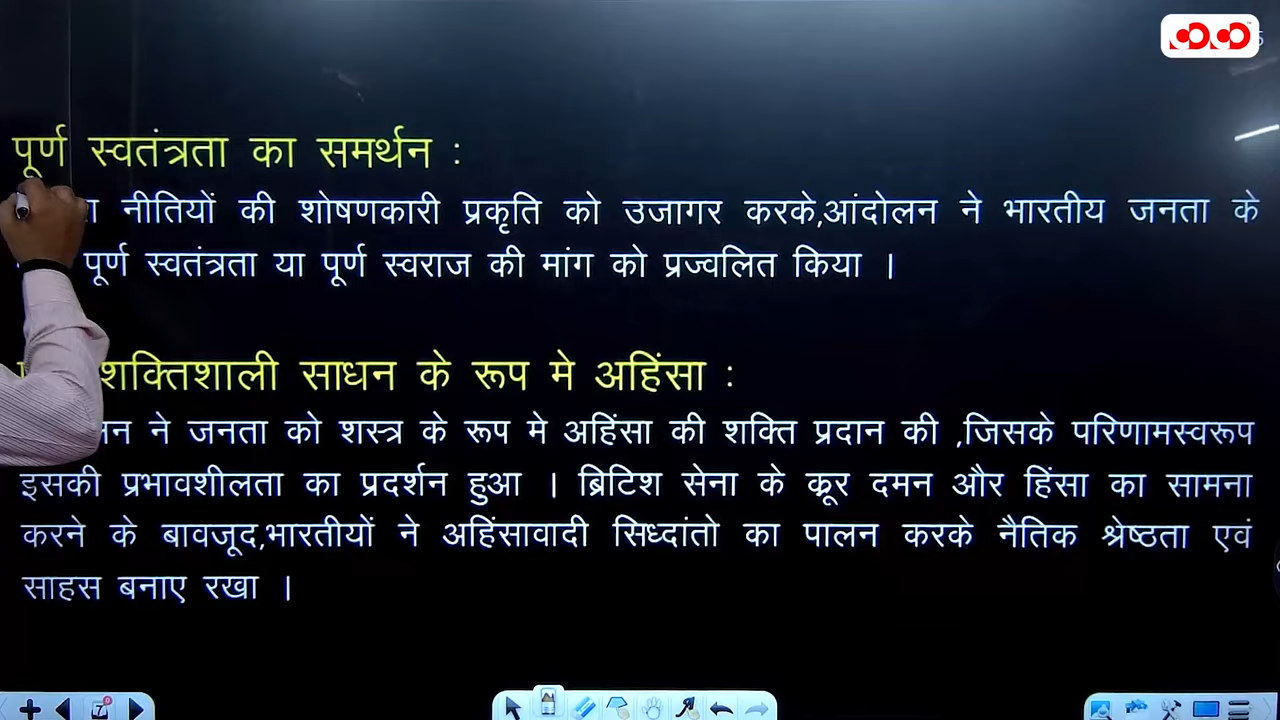 पूर्ण स्वतंत्रता का समर्थन :
नीतियों की शोषणकारी प्रकृति को उजागर करके,आंदोलन ने भारतीय जनता के
पूर्ण स्वतंत्रता या पूर्ण स्वराज की मांग को प्रज्वलित किया ।
शक्तिशाली साधन के रूप मे अहिंसा :
ने जनता को शस्त्र के रूप मे अहिंसा की शक्ति प्रदान की ,जिसके परिणामस्वरूप
इसकी प्रभावशीलता का प्रदर्शन हुआ । ब्रिटिश सेना के क्रूर दमन और हिंसा का सामना
करने के बावजूद,भारतीयों ने अहिंसावादी सिध्दांतो का पालन करके नैतिक श्रेष्ठता एवं
साहस बनाए रखा ।